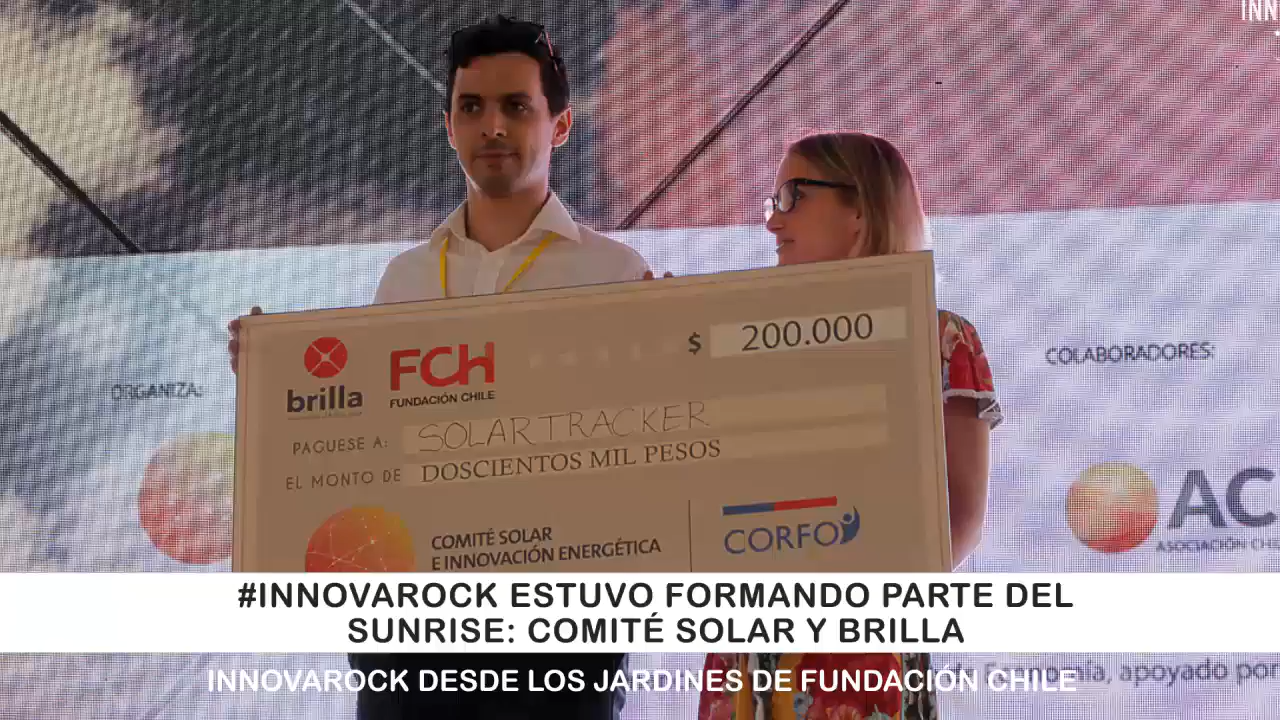 INN
ORGANIZA:
COLABORADORES:
brilla
FCH
FUNDACIÓN CHILE
$ 200.000
PAGUESE A: SOLARTRACKER
EL MONTO DE DOSCIENTOS MIL PESOS
COMITÉ SOLAR
E INNOVACIÓN ENERGÉTICA
CORFO
AC
ASOCIACIÓN CHI
#INNOVAROCK ESTUVO FORMANDO PARTE DEL
SUNRISE: COMITÉ SOLAR Y BRILLA
INNOVAROCK DESDE LOS JARDINES DE FUNDACIÓN CHILE
apoyado por